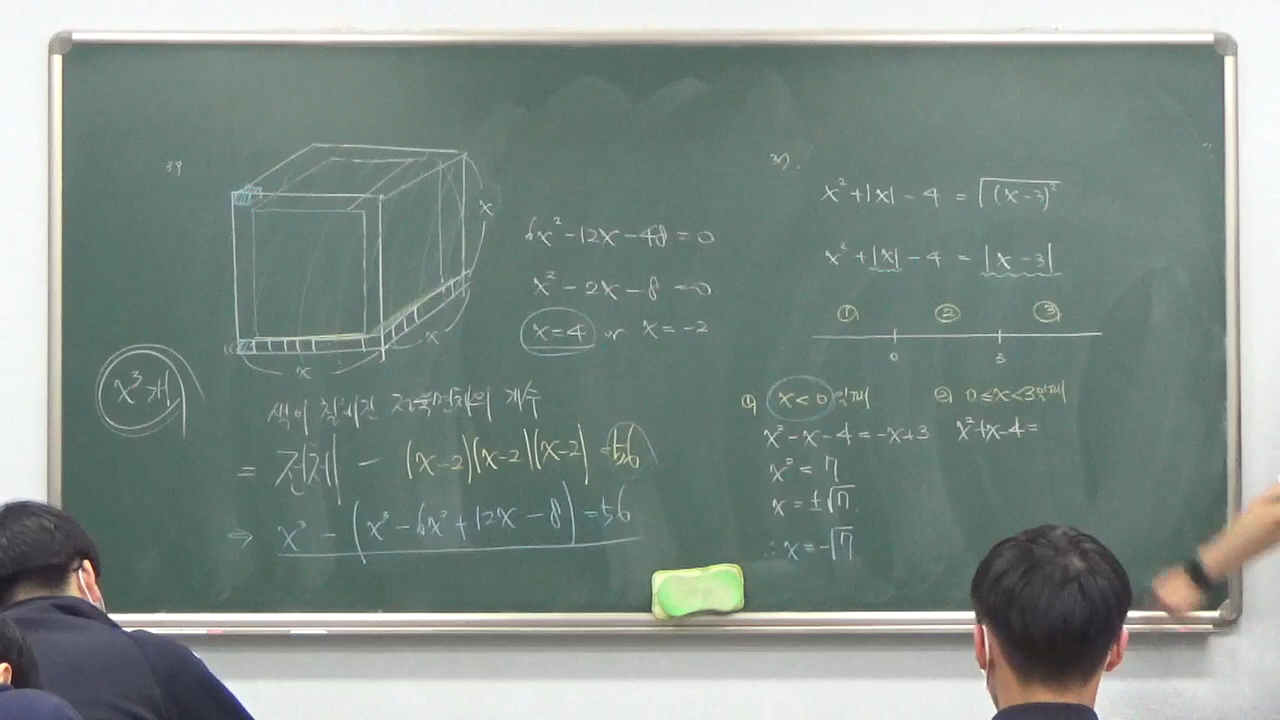 39
x
x
x
x³개
6x²-12x-48=0
x²-2x-8=0
x=4 or x=-2
색이 칠해진 정육면체의 개수
= 전체 - (x-2)(x-2)(x-2)=56
⇒ x³-(x³-6x²+12x-8)=56
37.
x²+|x|-4=√(x-3)²
x²+|x|-4=|x-3|
① ② ③
0 3
① x<0일때
x²-x-4=-x+3
x²=7
x=±√7.
∴x=-√7
② 0≤x<3일때
x²+x-4=